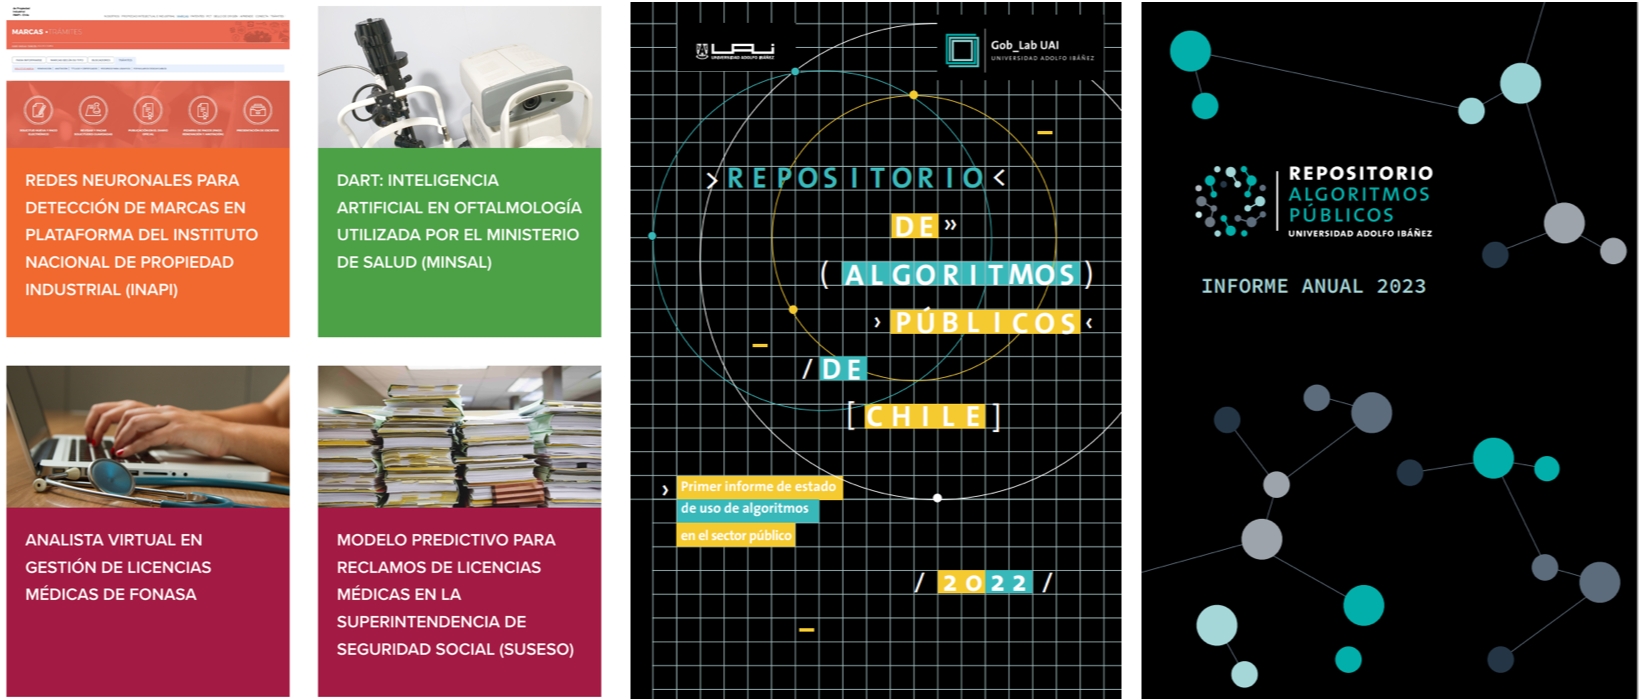 MARCAS - TRÁMITES
REDES NEURONALES PARA
DETECCIÓN DE MARCAS EN
PLATAFORMA DEL INSTITUTO
NACIONAL DE PROPIEDAD
INDUSTRIAL (INAPI)
DART: INTELIGENCIA
ARTIFICIAL EN OFTALMOLOGÍA
UTILIZADA POR EL MINISTERIO
DE SALUD (MINSAL)
ANALISTA VIRTUAL EN
GESTIÓN DE LICENCIAS
MÉDICAS DE FONASA
MODELO PREDICTIVO PARA
RECLAMOS DE LICENCIAS
MÉDICAS EN LA
SUPERINTENDENCIA DE
SEGURIDAD SOCIAL (SUSESO)
UAI
UNIVERSIDAD ADOLFO IBÁÑEZ
Gob_Lab UAI
UNIVERSIDAD ADOLFO IBÁÑEZ
› REPOSITORIO ‹
DE »
( ALGORITMOS )
› PÚBLICOS ‹
/ DE
[ CHILE ]
› Primer informe de estado
de uso de algoritmos
en el sector público
/ 2022 /
REPOSITORIO
ALGORITMOS
PÚBLICOS
UNIVERSIDAD ADOLFO IBÁÑEZ
INFORME ANUAL 2023